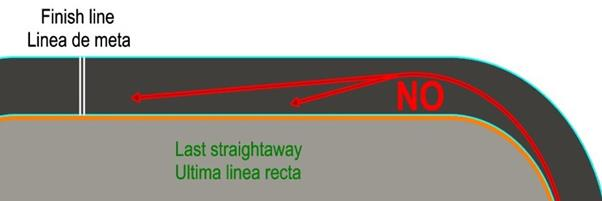 Finish line
Linea de meta
NO
Last straightaway
Ultima linea recta